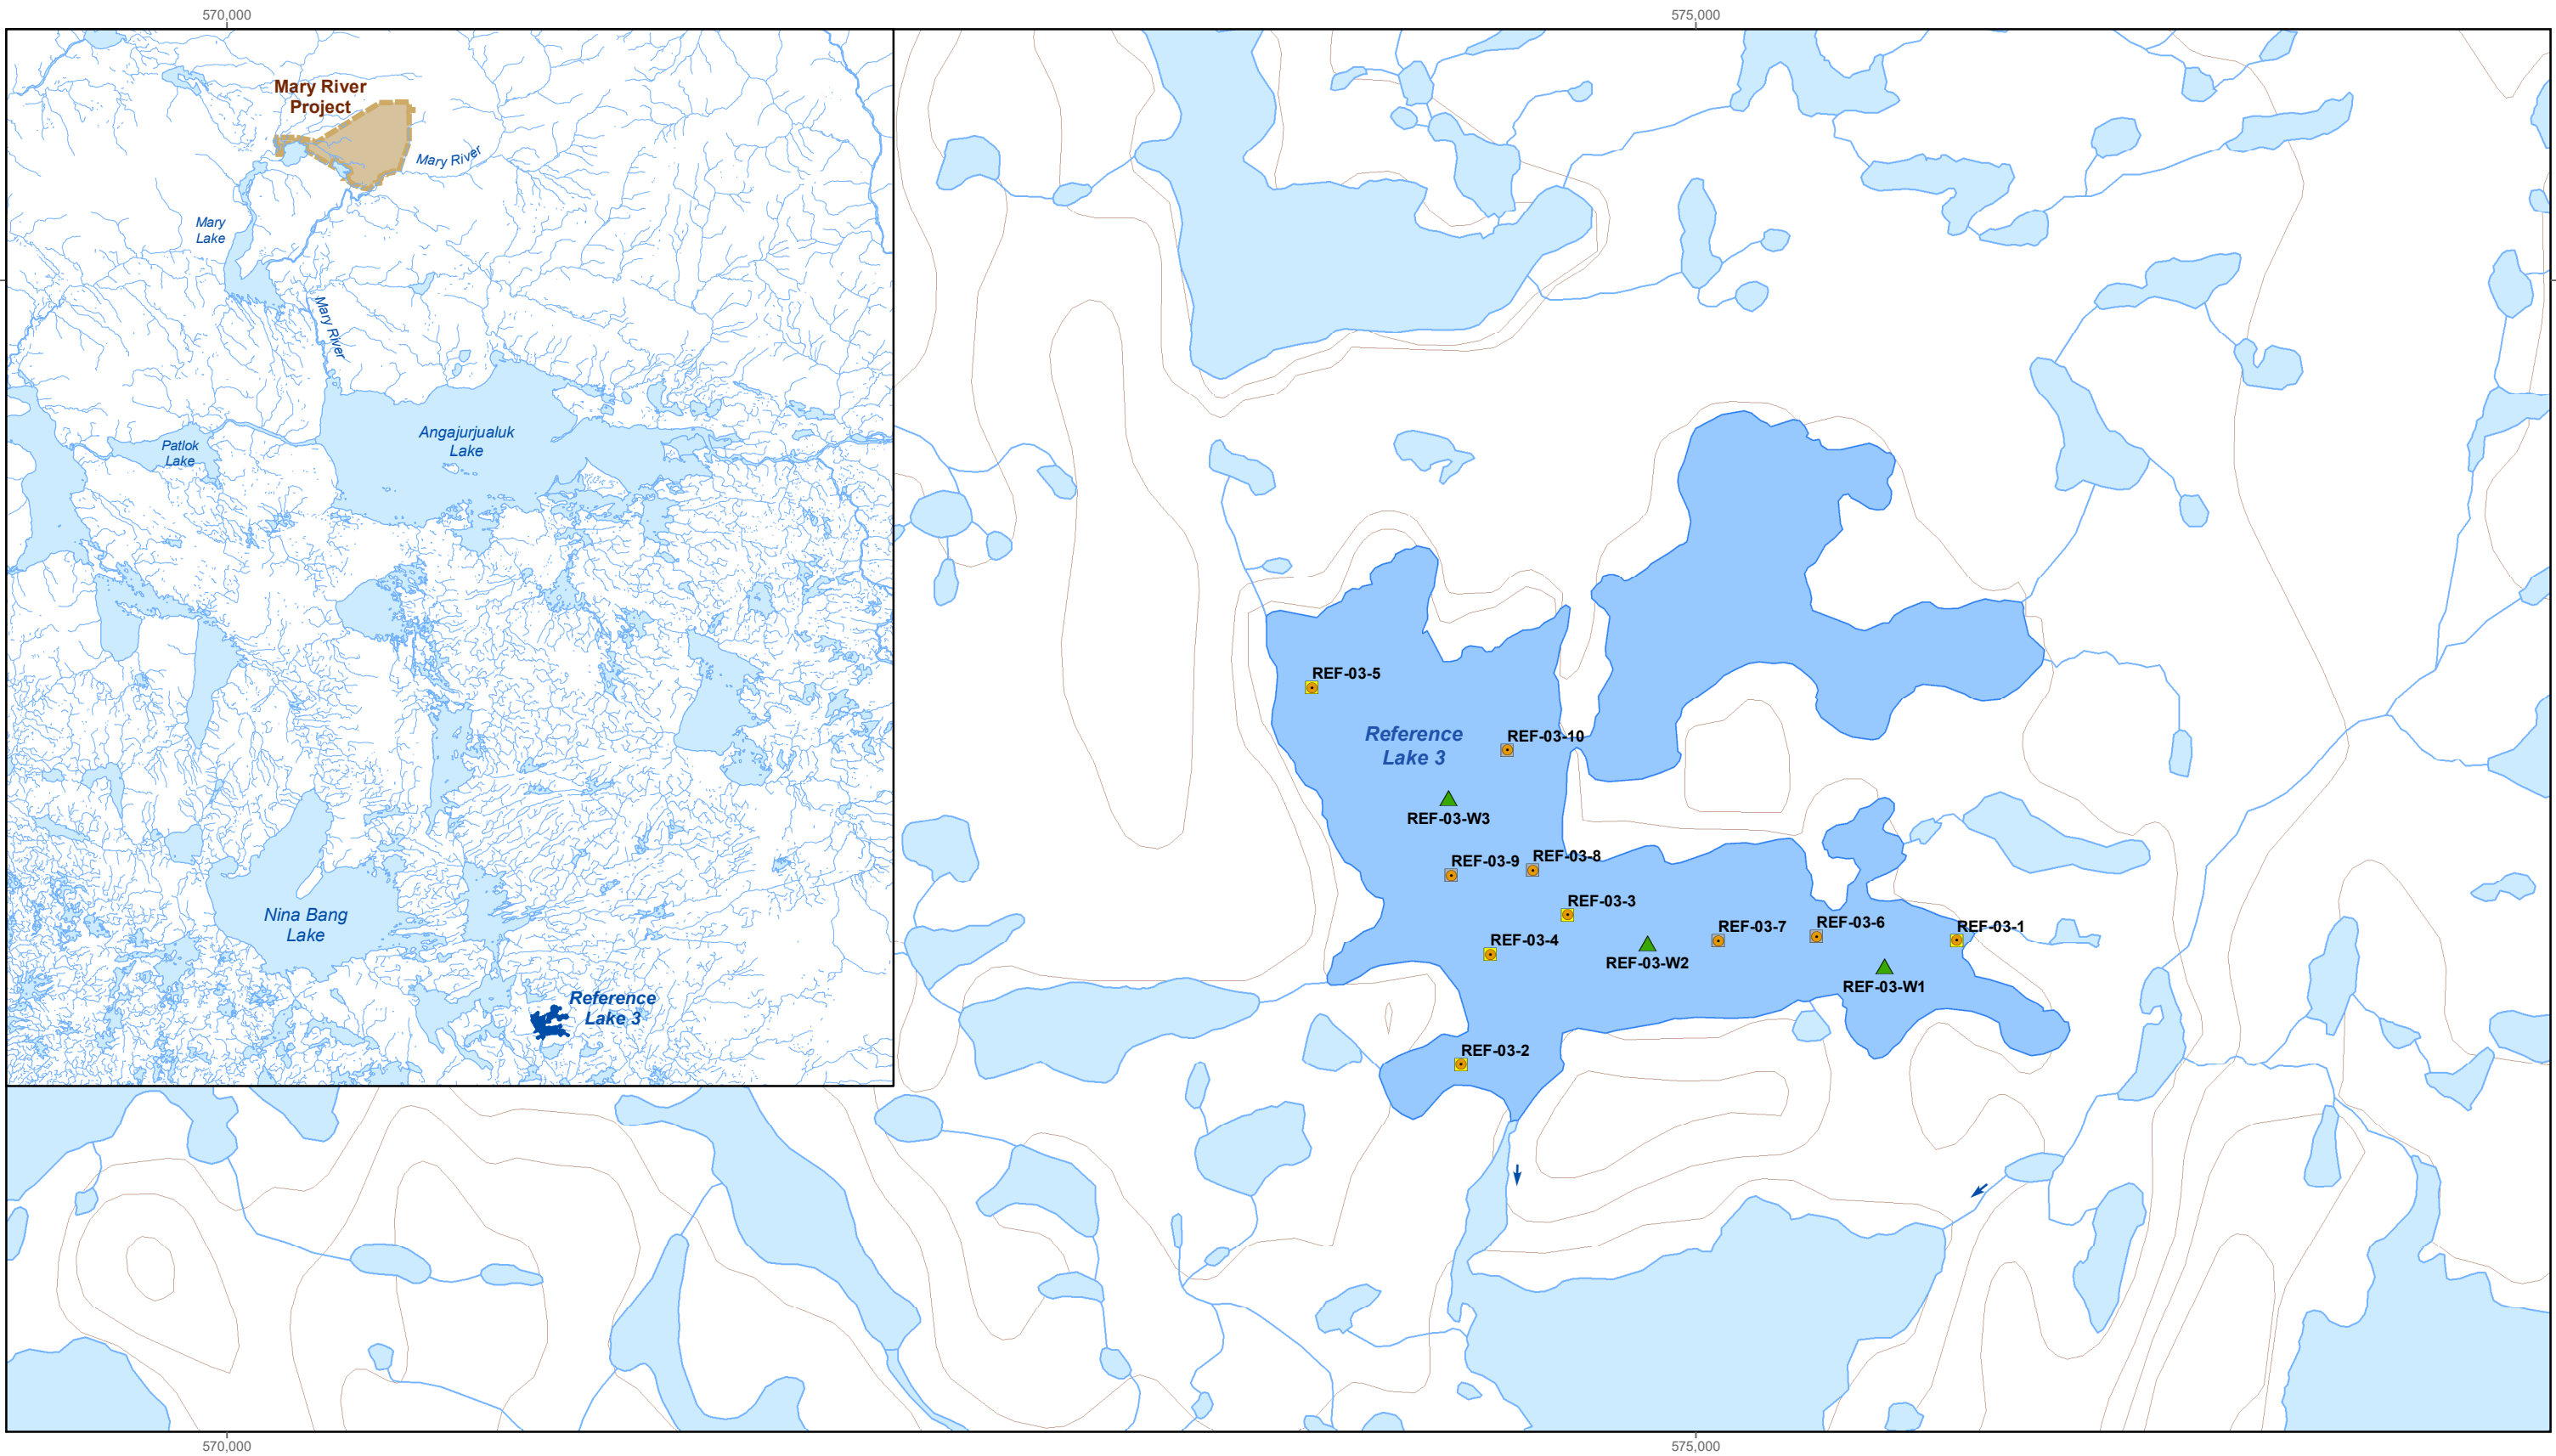 570,000
575,000
Mary River
Project
Mary River
Mary
Lake
Mary River
Angajurjualuk
Lake
Patlok
Lake
Nina Bang
Lake
Reference
Lake 3
REF-03-5
Reference
Lake 3
REF-03-10
REF-03-W3
REF-03-9
REF-03-8
REF-03-3
REF-03-4
REF-03-W2
REF-03-7
REF-03-6
REF-03-1
REF-03-W1
REF-03-2
570,000
575,000